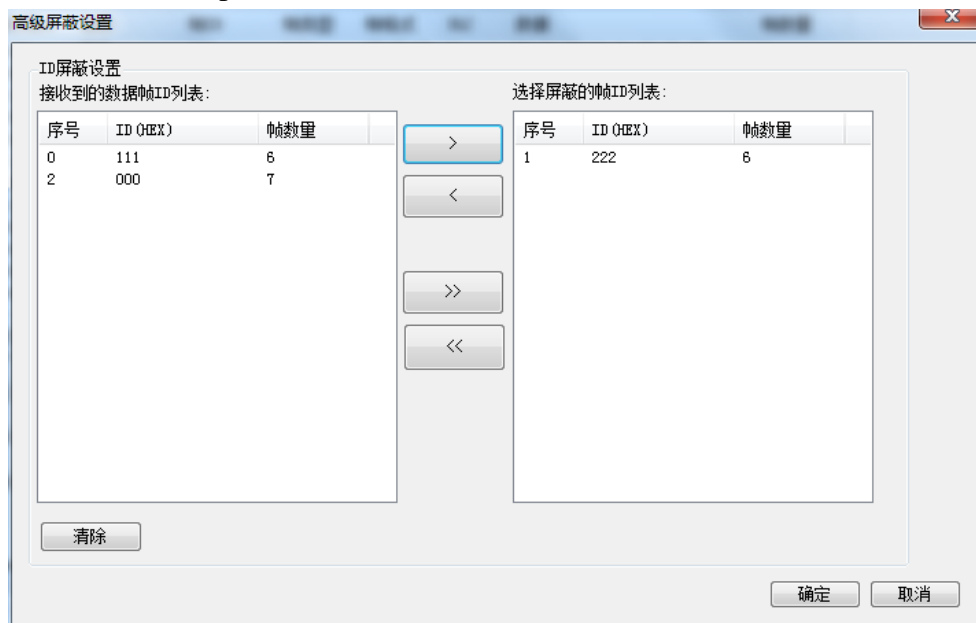 高级屏蔽设置
ID屏蔽设置
接收到的数据帧ID列表:
序号 ID(HEX) 帧数量
0 111 6
2 000 7
>
<
>>
<<
选择屏蔽的帧ID列表:
序号 ID(HEX) 帧数量
1 222 6
清除
确定 取消